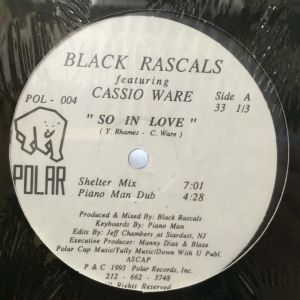 BLACK RASCALS
featuring
CASSIO WARE
POL - 004
Side A
33 1/3
" SO IN LOVE "
( Y. Rhames - C. Ware )
POLAR
Shelter Mix 7:01
Piano Man Dub 4:28
Produced & Mixed By: Black Rascals
Keyboards By: Piano Man
Edits By: Jeff Chambers at Stardust, NJ
Executive Producer: Manny Diaz & Blaze
Polar Cap Music/Yully Music/Down With U Publ.
ASCAP
P & C 1993 Polar Records, Inc.
212 - 662 - 3748